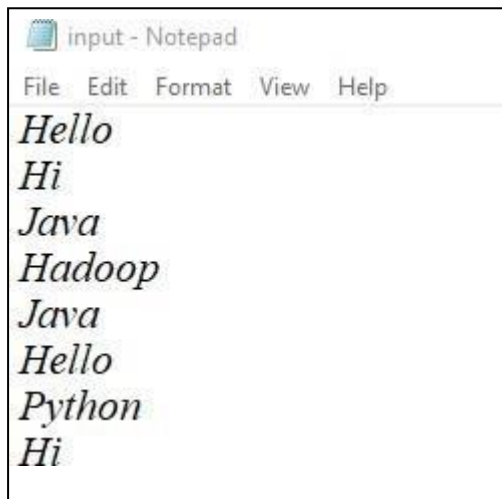 input - Notepad
File Edit Format View Help
Hello
Hi
Java
Hadoop
Java
Hello
Python
Hi